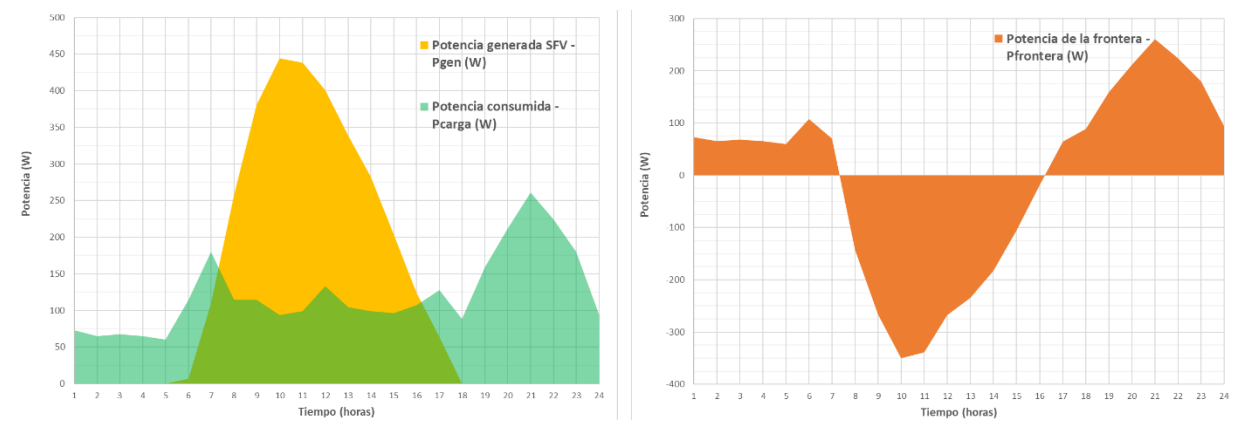 500
450
400
350
300
250
200
150
100
50
0
Potencia (W)
Potencia generada SFV -
Pgen (W)
Potencia consumida -
Pcarga (W)
1 2 3 4 5 6 7 8 9 10 11 12 13 14 15 16 17 18 19 20 21 22 23 24
Tiempo (horas)
300
200
100
0
-100
-200
-300
-400
Potencia (W)
Potencia de la frontera -
Pfrontera (W)
1 2 3 4 5 6 7 8 9 10 11 12 13 14 15 16 17 18 19 20 21 22 23 24
Tiempo (horas)